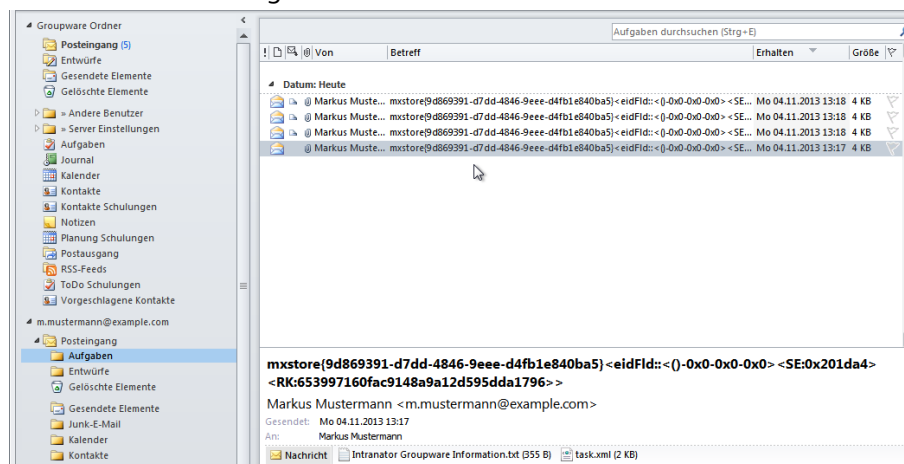 Groupware Ordner
Posteingang (5)
Entwürfe
Gesendete Elemente
Gelöschte Elemente
» Andere Benutzer
» Server Einstellungen
Aufgaben
Journal
Kalender
Kontakte
Kontakte Schulungen
Notizen
Planung Schulungen
Postausgang
RSS-Feeds
ToDo Schulungen
Vorgeschlagene Kontakte
m.mustermann@example.com
Posteingang
Aufgaben
Entwürfe
Gelöschte Elemente
Gesendete Elemente
Junk-E-Mail
Kalender
Kontakte
Aufgaben durchsuchen (Strg+E)
! Von Betreff Erhalten Größe
Datum: Heute
Markus Muste... mxstore{9d869391-d7dd-4846-9eee-d4fb1e840ba5}<eidFld::<()-0x0-0x0-0x0> <SE... Mo 04.11.2013 13:18 4 KB
Markus Muste... mxstore{9d869391-d7dd-4846-9eee-d4fb1e840ba5}<eidFld::<()-0x0-0x0-0x0> <SE... Mo 04.11.2013 13:18 4 KB
Markus Muste... mxstore{9d869391-d7dd-4846-9eee-d4fb1e840ba5}<eidFld::<()-0x0-0x0-0x0> <SE... Mo 04.11.2013 13:18 4 KB
Markus Muste... mxstore{9d869391-d7dd-4846-9eee-d4fb1e840ba5}<eidFld::<()-0x0-0x0-0x0> <SE... Mo 04.11.2013 13:17 4 KB
mxstore{9d869391-d7dd-4846-9eee-d4fb1e840ba5}<eidFld::<()-0x0-0x0-0x0> <SE:0x201da4>
<RK:653997160fac9148a9a12d595dda1796>>
Markus Mustermann <m.mustermann@example.com>
Gesendet: Mo 04.11.2013 13:17
An: Markus Mustermann
Nachricht Intranator Groupware Information.txt (355 B) task.xml (2 KB)